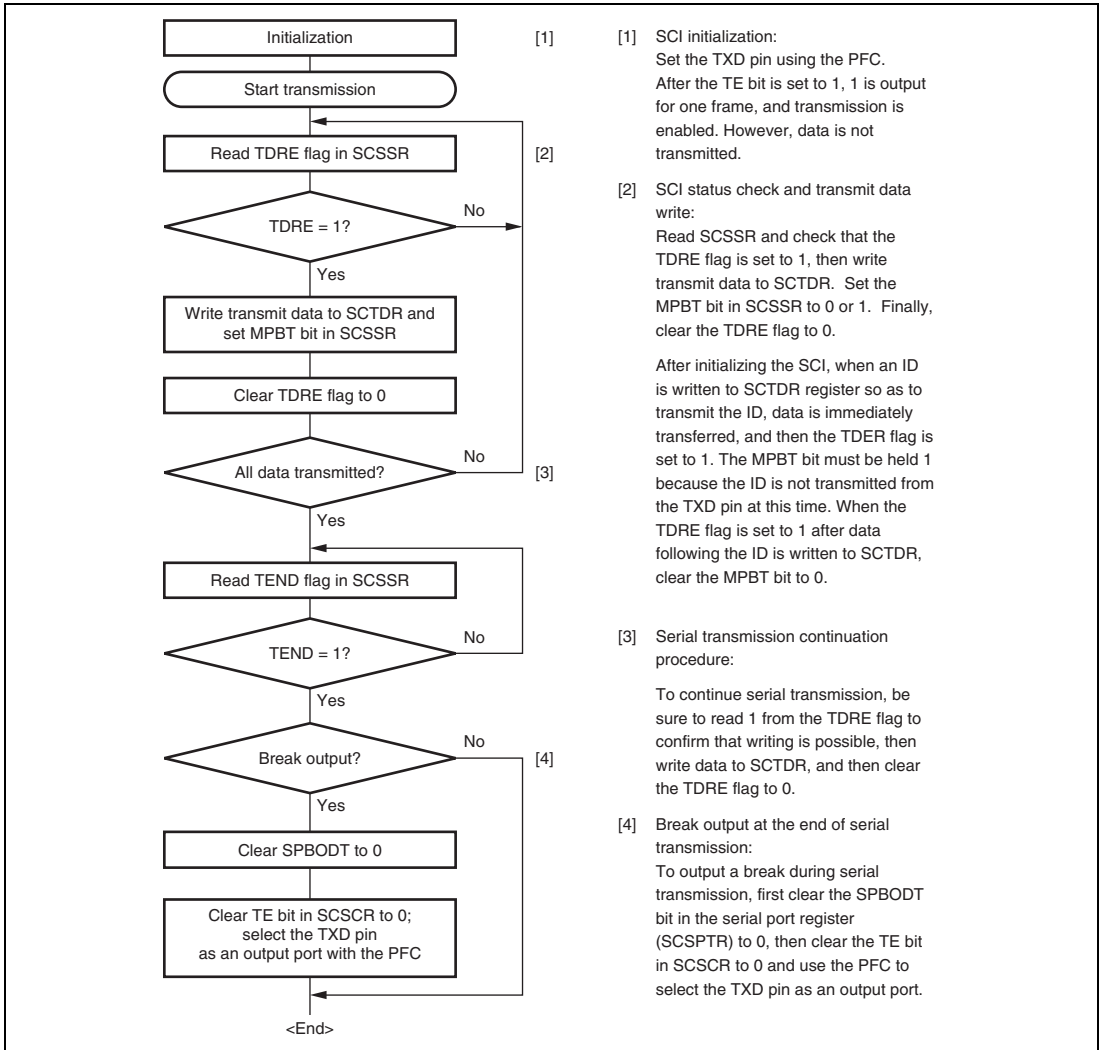 Initialization
[1]
Start transmission
Read TDRE flag in SCSSR
[2]
TDRE = 1?
No
Yes
Write transmit data to SCTDR and
set MPBT bit in SCSSR
Clear TDRE flag to 0
All data transmitted?
No
[3]
Yes
Read TEND flag in SCSSR
TEND = 1?
No
Yes
Break output?
No
[4]
Yes
Clear SPBODT to 0
Clear TE bit in SCSCR to 0;
select the TXD pin
as an output port with the PFC
<End>
[1] SCI initialization:
Set the TXD pin using the PFC.
After the TE bit is set to 1, 1 is output
for one frame, and transmission is
enabled. However, data is not
transmitted.
[2] SCI status check and transmit data
write:
Read SCSSR and check that the
TDRE flag is set to 1, then write
transmit data to SCTDR. Set the
MPBT bit in SCSSR to 0 or 1. Finally,
clear the TDRE flag to 0.
After initializing the SCI, when an ID
is written to SCTDR register so as to
transmit the ID, data is immediately
transferred, and then the TDER flag is
set to 1. The MPBT bit must be held 1
because the ID is not transmitted from
the TXD pin at this time. When the
TDRE flag is set to 1 after data
following the ID is written to SCTDR,
clear the MPBT bit to 0.
[3] Serial transmission continuation
procedure:
To continue serial transmission, be
sure to read 1 from the TDRE flag to
confirm that writing is possible, then
write data to SCTDR, and then clear
the TDRE flag to 0.
[4] Break output at the end of serial
transmission:
To output a break during serial
transmission, first clear the SPBODT
bit in the serial port register
(SCSPTR) to 0, then clear the TE bit
in SCSCR to 0 and use the PFC to
select the TXD pin as an output port.